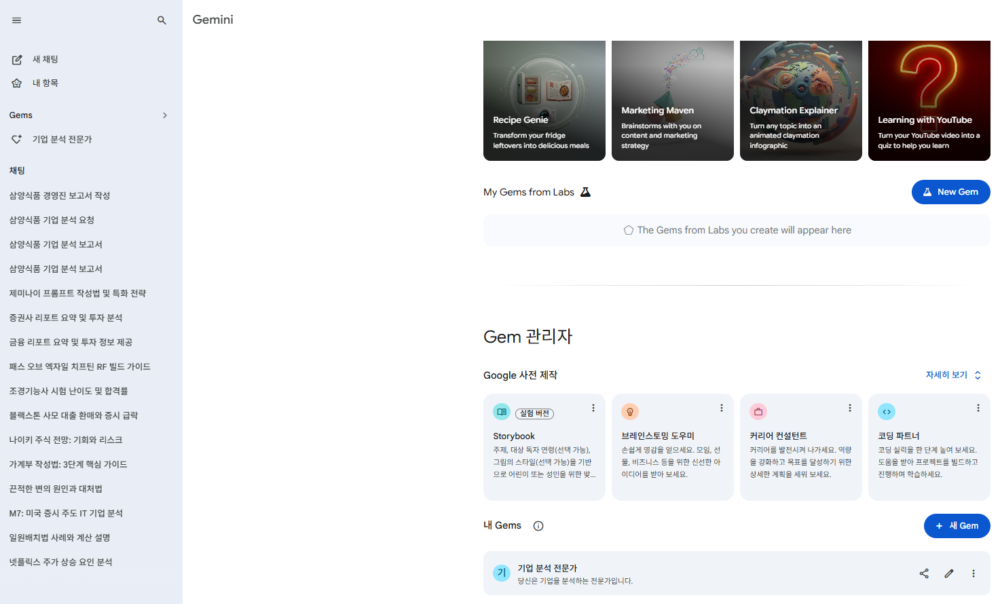 Gemini
새 채팅
내 항목
Gems
기업 분석 전문가
채팅
삼양식품 경영진 보고서 작성
삼양식품 기업 분석 요청
삼양식품 기업 분석 보고서
삼양식품 기업 분석 보고서
제미나이 프롬프트 작성법 및 특화 전략
증권사 리포트 요약 및 투자 분석
금융 리포트 요약 및 투자 정보 제공
패스 오브 엑자일 치프틴 RF 빌드 가이드
조경기능사 시험 난이도 및 합격률
블랙스톤 사모 대출 환매와 증시 급락
나이키 주식 전망: 기회와 리스크
가계부 작성법: 3단계 핵심 가이드
끈적한 변의 원인과 대처법
M7: 미국 증시 주도 IT 기업 분석
일원배치법 사례와 계산 설명
넷플릭스 주가 상승 요인 분석
Recipe Genie
Transform your fridge
leftovers into delicious meals
Marketing Maven
Brainstorms with you on
content and marketing
strategy
Claymation Explainer
Turn any topic into an
animated claymation
infographic
Learning with YouTube
Turn your YouTube video into a
quiz to help you learn
My Gems from Labs
New Gem
The Gems from Labs you create will appear here
Gem 관리자
Google 사전 제작
자세히 보기
실험 버전
Storybook
주제, 대상 독자 연령(선택 가능),
그림의 스타일(선택 가능)을 기반
으로 어린이 또는 성인을 위한 맞...
브레인스토밍 도우미
손쉽게 영감을 얻으세요. 모임, 선
물, 비즈니스 등을 위한 신선한 아
이디어를 받아 보세요.
커리어 컨설턴트
커리어를 발전시켜 나가세요. 역량
을 강화하고 목표를 달성하기 위한
상세한 계획을 세워 보세요.
코딩 파트너
코딩 실력을 한 단계 높여 보세요.
도움을 받아 프로젝트를 빌드하고
진행하며 학습하세요.
내 Gems
+ 새 Gem
기
기업 분석 전문가
당신은 기업을 분석하는 전문가입니다.